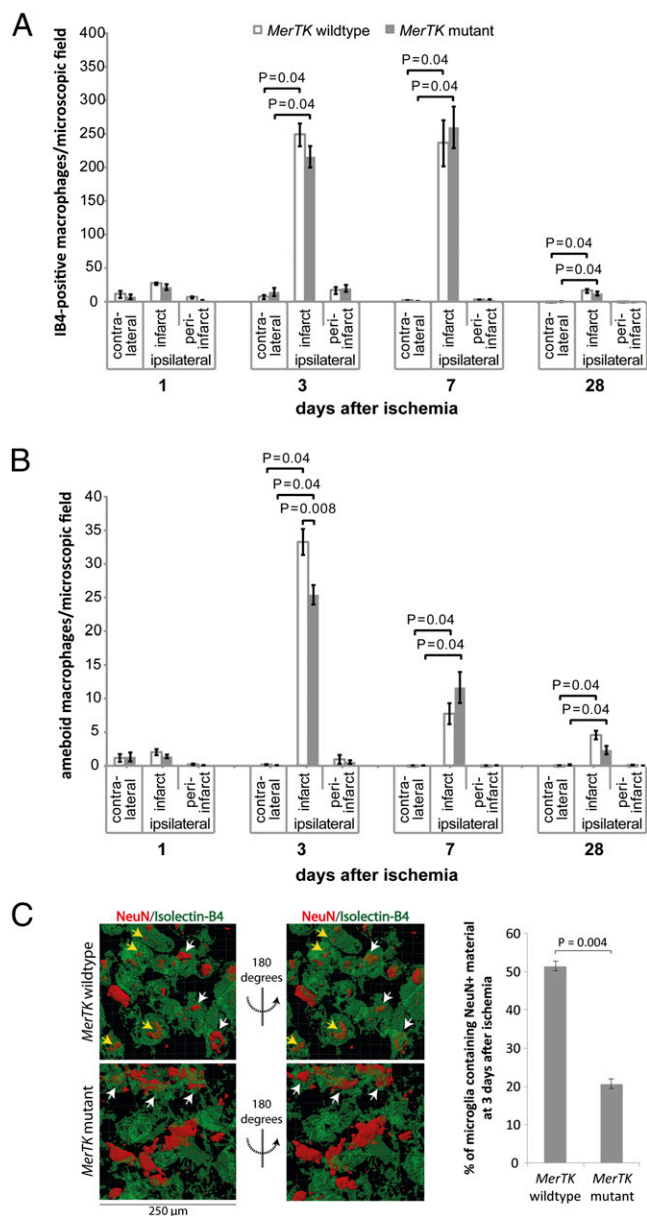 A
MerTK wildtype MerTK mutant
IB4-positive macrophages/microscopic field
400
350
300
250
200
150
100
50
0
P=0.04
P=0.04
P=0.04
P=0.04
P=0.04
P=0.04
contra-
lateral
infarct
peri-
infarct
ipsilateral
contra-
lateral
infarct
peri-
infarct
ipsilateral
contra-
lateral
infarct
peri-
infarct
ipsilateral
contra-
lateral
infarct
peri-
infarct
ipsilateral
1 3 7 28
days after ischemia
B
ameboid macrophages/microscopic field
40
35
30
25
20
15
10
5
0
P=0.04
P=0.04
P=0.008
P=0.04
P=0.04
P=0.04
P=0.04
contra-
lateral
infarct
peri-
infarct
ipsilateral
contra-
lateral
infarct
peri-
infarct
ipsilateral
contra-
lateral
infarct
peri-
infarct
ipsilateral
contra-
lateral
infarct
peri-
infarct
ipsilateral
1 3 7 28
days after ischemia
C
NeuN/Isolectin-B4 NeuN/Isolectin-B4
MerTK wildtype
180
degrees
MerTK mutant
180
degrees
250 µm
% of microglia containing NeuN+ material
at 3 days after ischemia
60
50
40
30
20
10
0
P = 0.004
MerTK
wildtype
MerTK
mutant